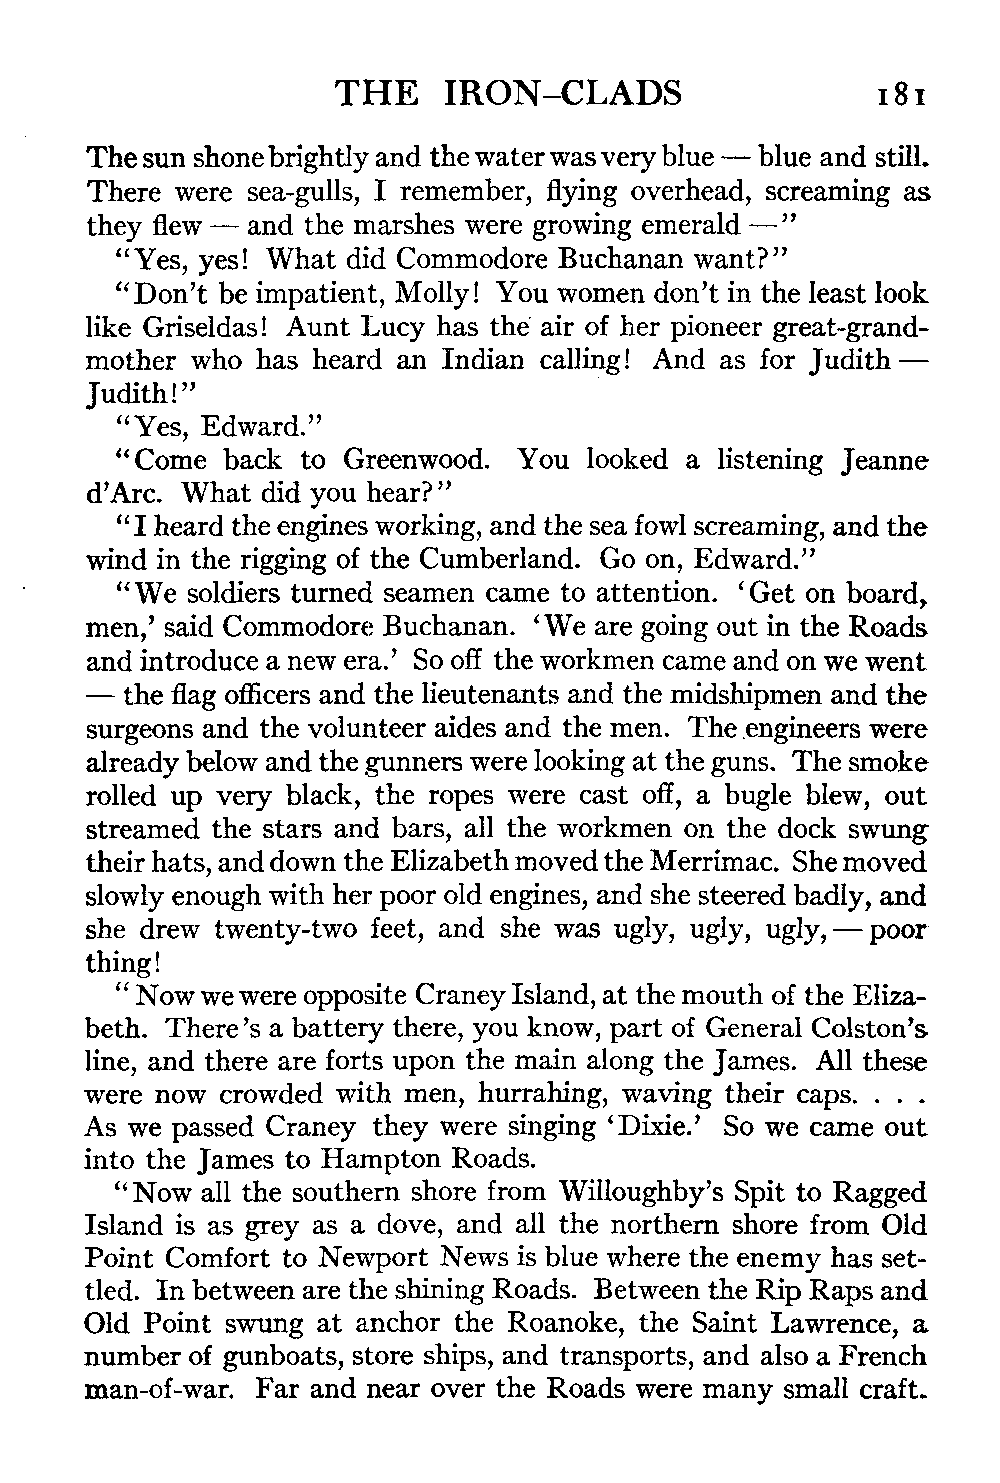 THE IRON-CLADS 181
The sun shone brightly and the water was very blue — blue and still.
There were sea-gulls, I remember, flying overhead, screaming as
they flew — and the marshes were growing emerald —"
"Yes, yes! What did Commodore Buchanan want?"
"Don't be impatient, Molly! You women don't in the least look
like Griseldas! Aunt Lucy has the air of her pioneer great-grand-
mother who has heard an Indian calling! And as for Judith —
Judith!"
"Yes, Edward."
"Come back to Greenwood. You looked a listening Jeanne
d'Arc. What did you hear?"
"I heard the engines working, and the sea fowl screaming, and the
wind in the rigging of the Cumberland. Go on, Edward."
"We soldiers turned seamen came to attention. 'Get on board,
men,' said Commodore Buchanan. 'We are going out in the Roads
and introduce a new era.' So off the workmen came and on we went
— the flag officers and the lieutenants and the midshipmen and the
surgeons and the volunteer aides and the men. The engineers were
already below and the gunners were looking at the guns. The smoke
rolled up very black, the ropes were cast off, a bugle blew, out
streamed the stars and bars, all the workmen on the dock swung
their hats, and down the Elizabeth moved the Merrimac. She moved
slowly enough with her poor old engines, and she steered badly, and
she drew twenty-two feet, and she was ugly, ugly, ugly, — poor
thing!
"Now we were opposite Craney Island, at the mouth of the Eliza-
beth. There's a battery there, you know, part of General Colston's
line, and there are forts upon the main along the James. All these
were now crowded with men, hurrahing, waving their caps. . . .
As we passed Craney they were singing 'Dixie.' So we came out
into the James to Hampton Roads.
"Now all the southern shore from Willoughby's Spit to Ragged
Island is as grey as a dove, and all the northern shore from Old
Point Comfort to Newport News is blue where the enemy has set-
tled. In between are the shining Roads. Between the Rip Raps and
Old Point swung at anchor the Roanoke, the Saint Lawrence, a
number of gunboats, store ships, and transports, and also a French
man-of-war. Far and near over the Roads were many small craft.